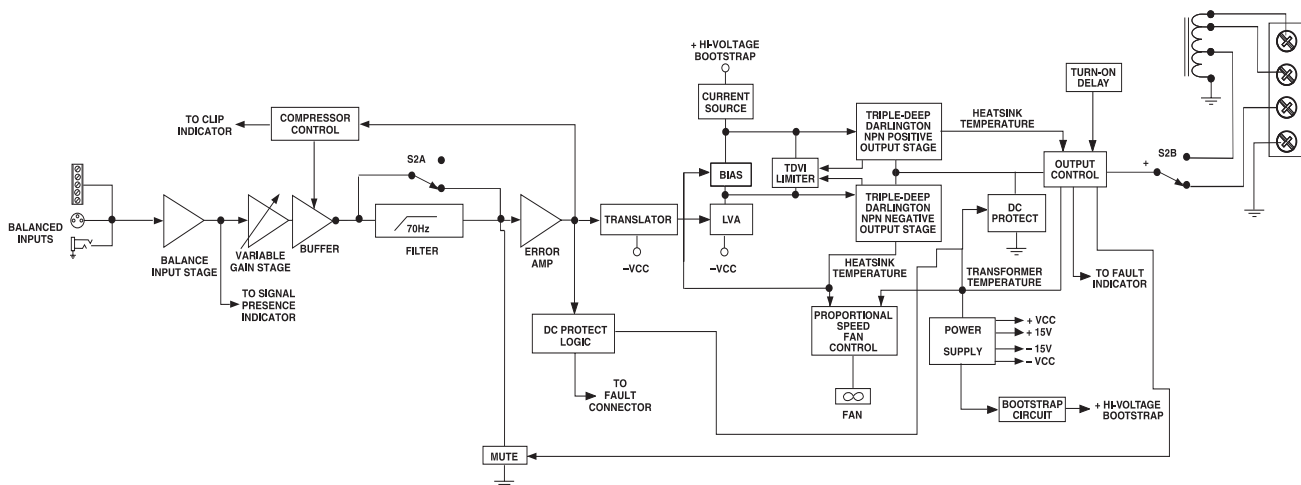 BALANCED
INPUTS
BALANCE
INPUT STAGE
TO SIGNAL
PRESENCE
INDICATOR
VARIABLE
GAIN STAGE
BUFFER
TO CLIP
INDICATOR
COMPRESSOR
CONTROL
S2A
70Hz
FILTER
ERROR
AMP
DC PROTECT
LOGIC
TO
FAULT
CONNECTOR
MUTE
TRANSLATOR
–VCC
+ HI-VOLTAGE
BOOTSTRAP
CURRENT
SOURCE
BIAS
LVA
–VCC
TDVI
LIMITER
TRIPLE-DEEP
DARLINGTON
NPN POSITIVE
OUTPUT STAGE
TRIPLE-DEEP
DARLINGTON
NPN NEGATIVE
OUTPUT STAGE
HEATSINK
TEMPERATURE
HEATSINK
TEMPERATURE
PROPORTIONAL
SPEED
FAN
CONTROL
FAN
TURN-ON
DELAY
OUTPUT
CONTROL
DC
PROTECT
TRANSFORMER
TEMPERATURE
TO FAULT
INDICATOR
POWER
SUPPLY
+ VCC
+ 15V
– 15V
– VCC
BOOTSTRAP
CIRCUIT
+ HI-VOLTAGE
BOOTSTRAP
+
S2B